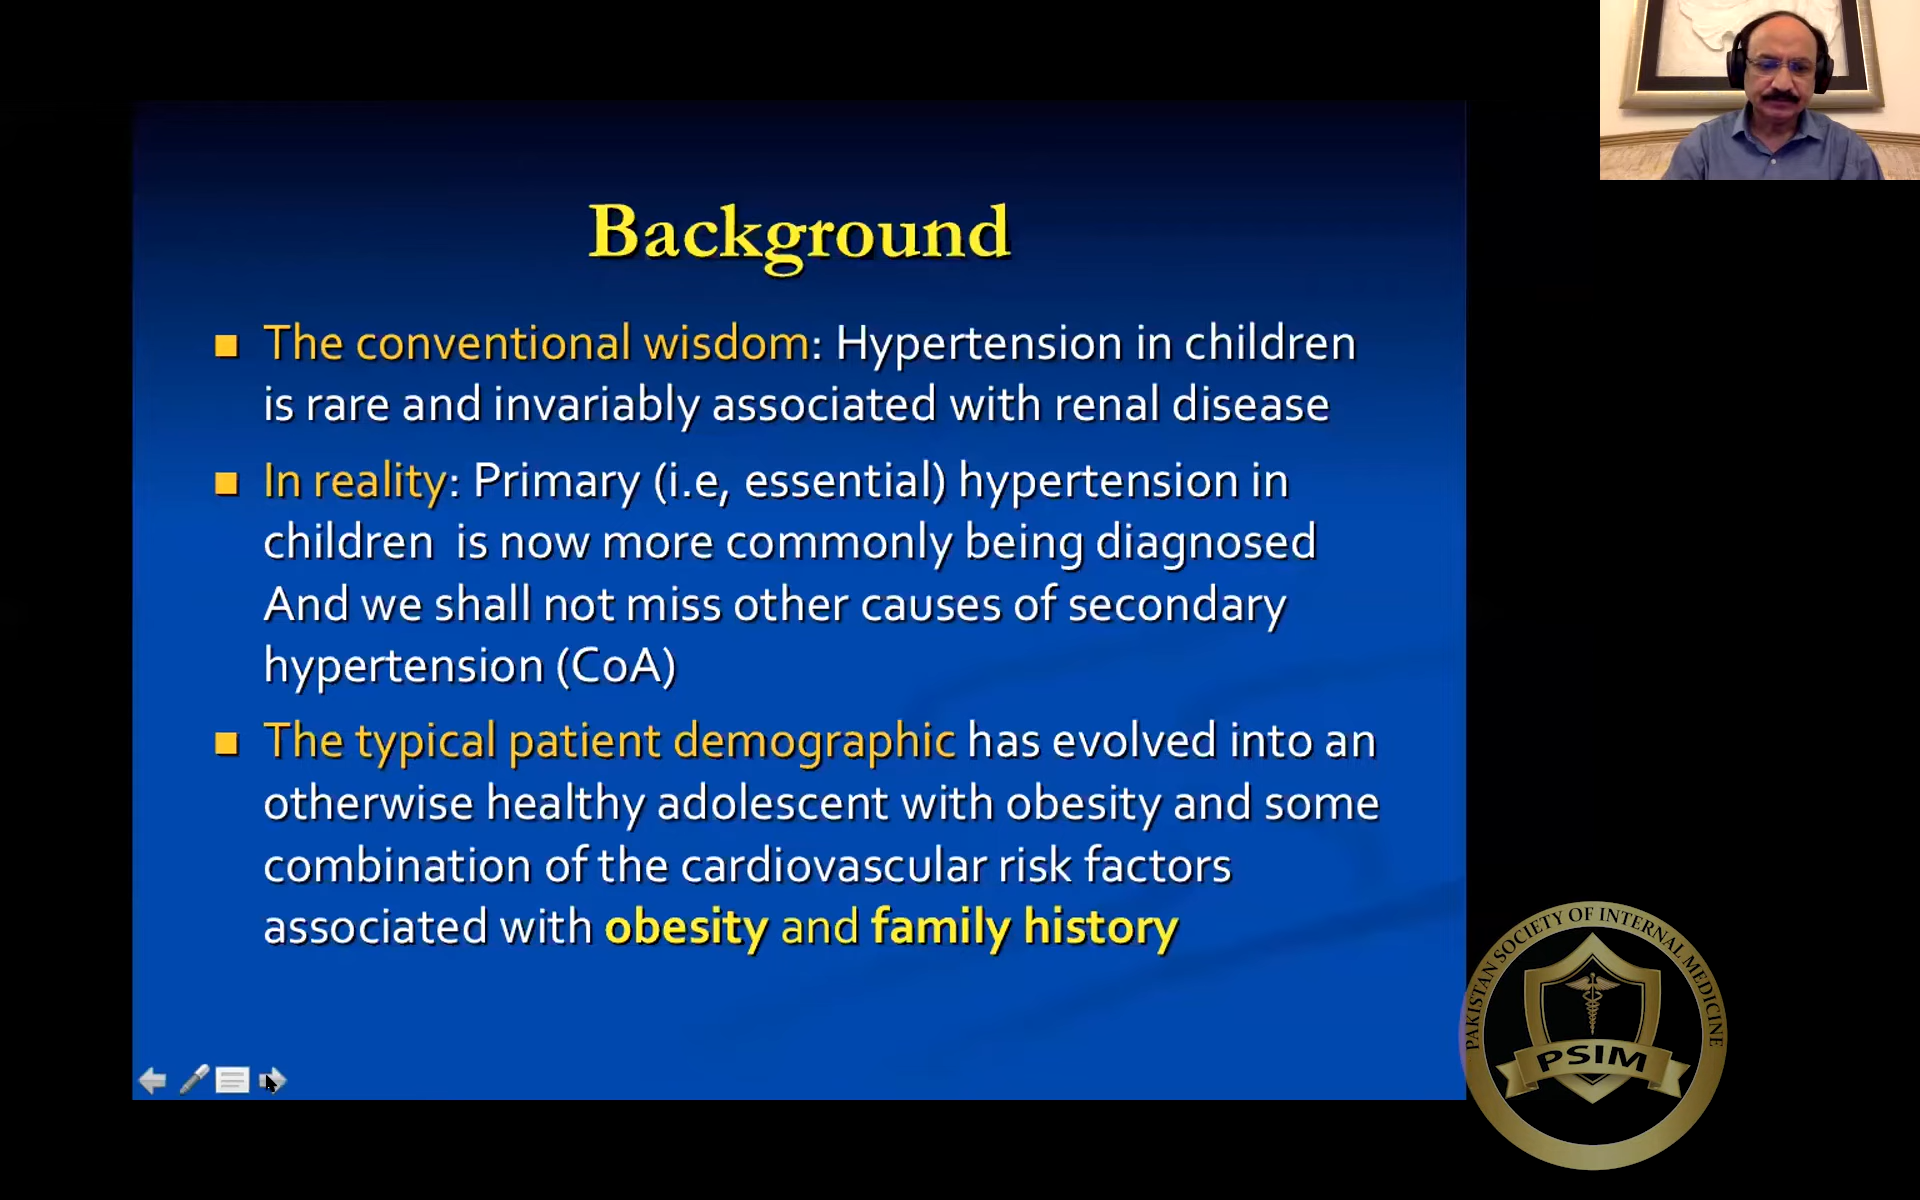 Background
The conventional wisdom: Hypertension in children
is rare and invariably associated with renal disease
In reality: Primary (i.e, essential) hypertension in
children is now more commonly being diagnosed
And we shall not miss other causes of secondary
hypertension (CoA)
The typical patient demographic has evolved into an
otherwise healthy adolescent with obesity and some
combination of the cardiovascular risk factors
associated with obesity and family history
PAKISTAN SOCIETY OF INTERNAL MEDICINE
PSIM